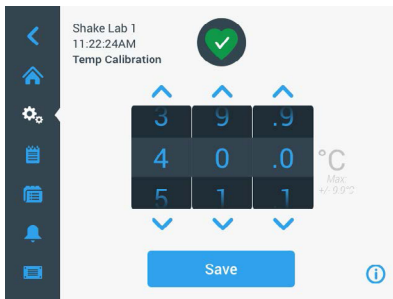 Shake Lab 1
11:22:24AM
Temp Calibration
3 9 .9
4 0 .0
5 1 .1
°C
Max:
+/- 9.9°C
Save